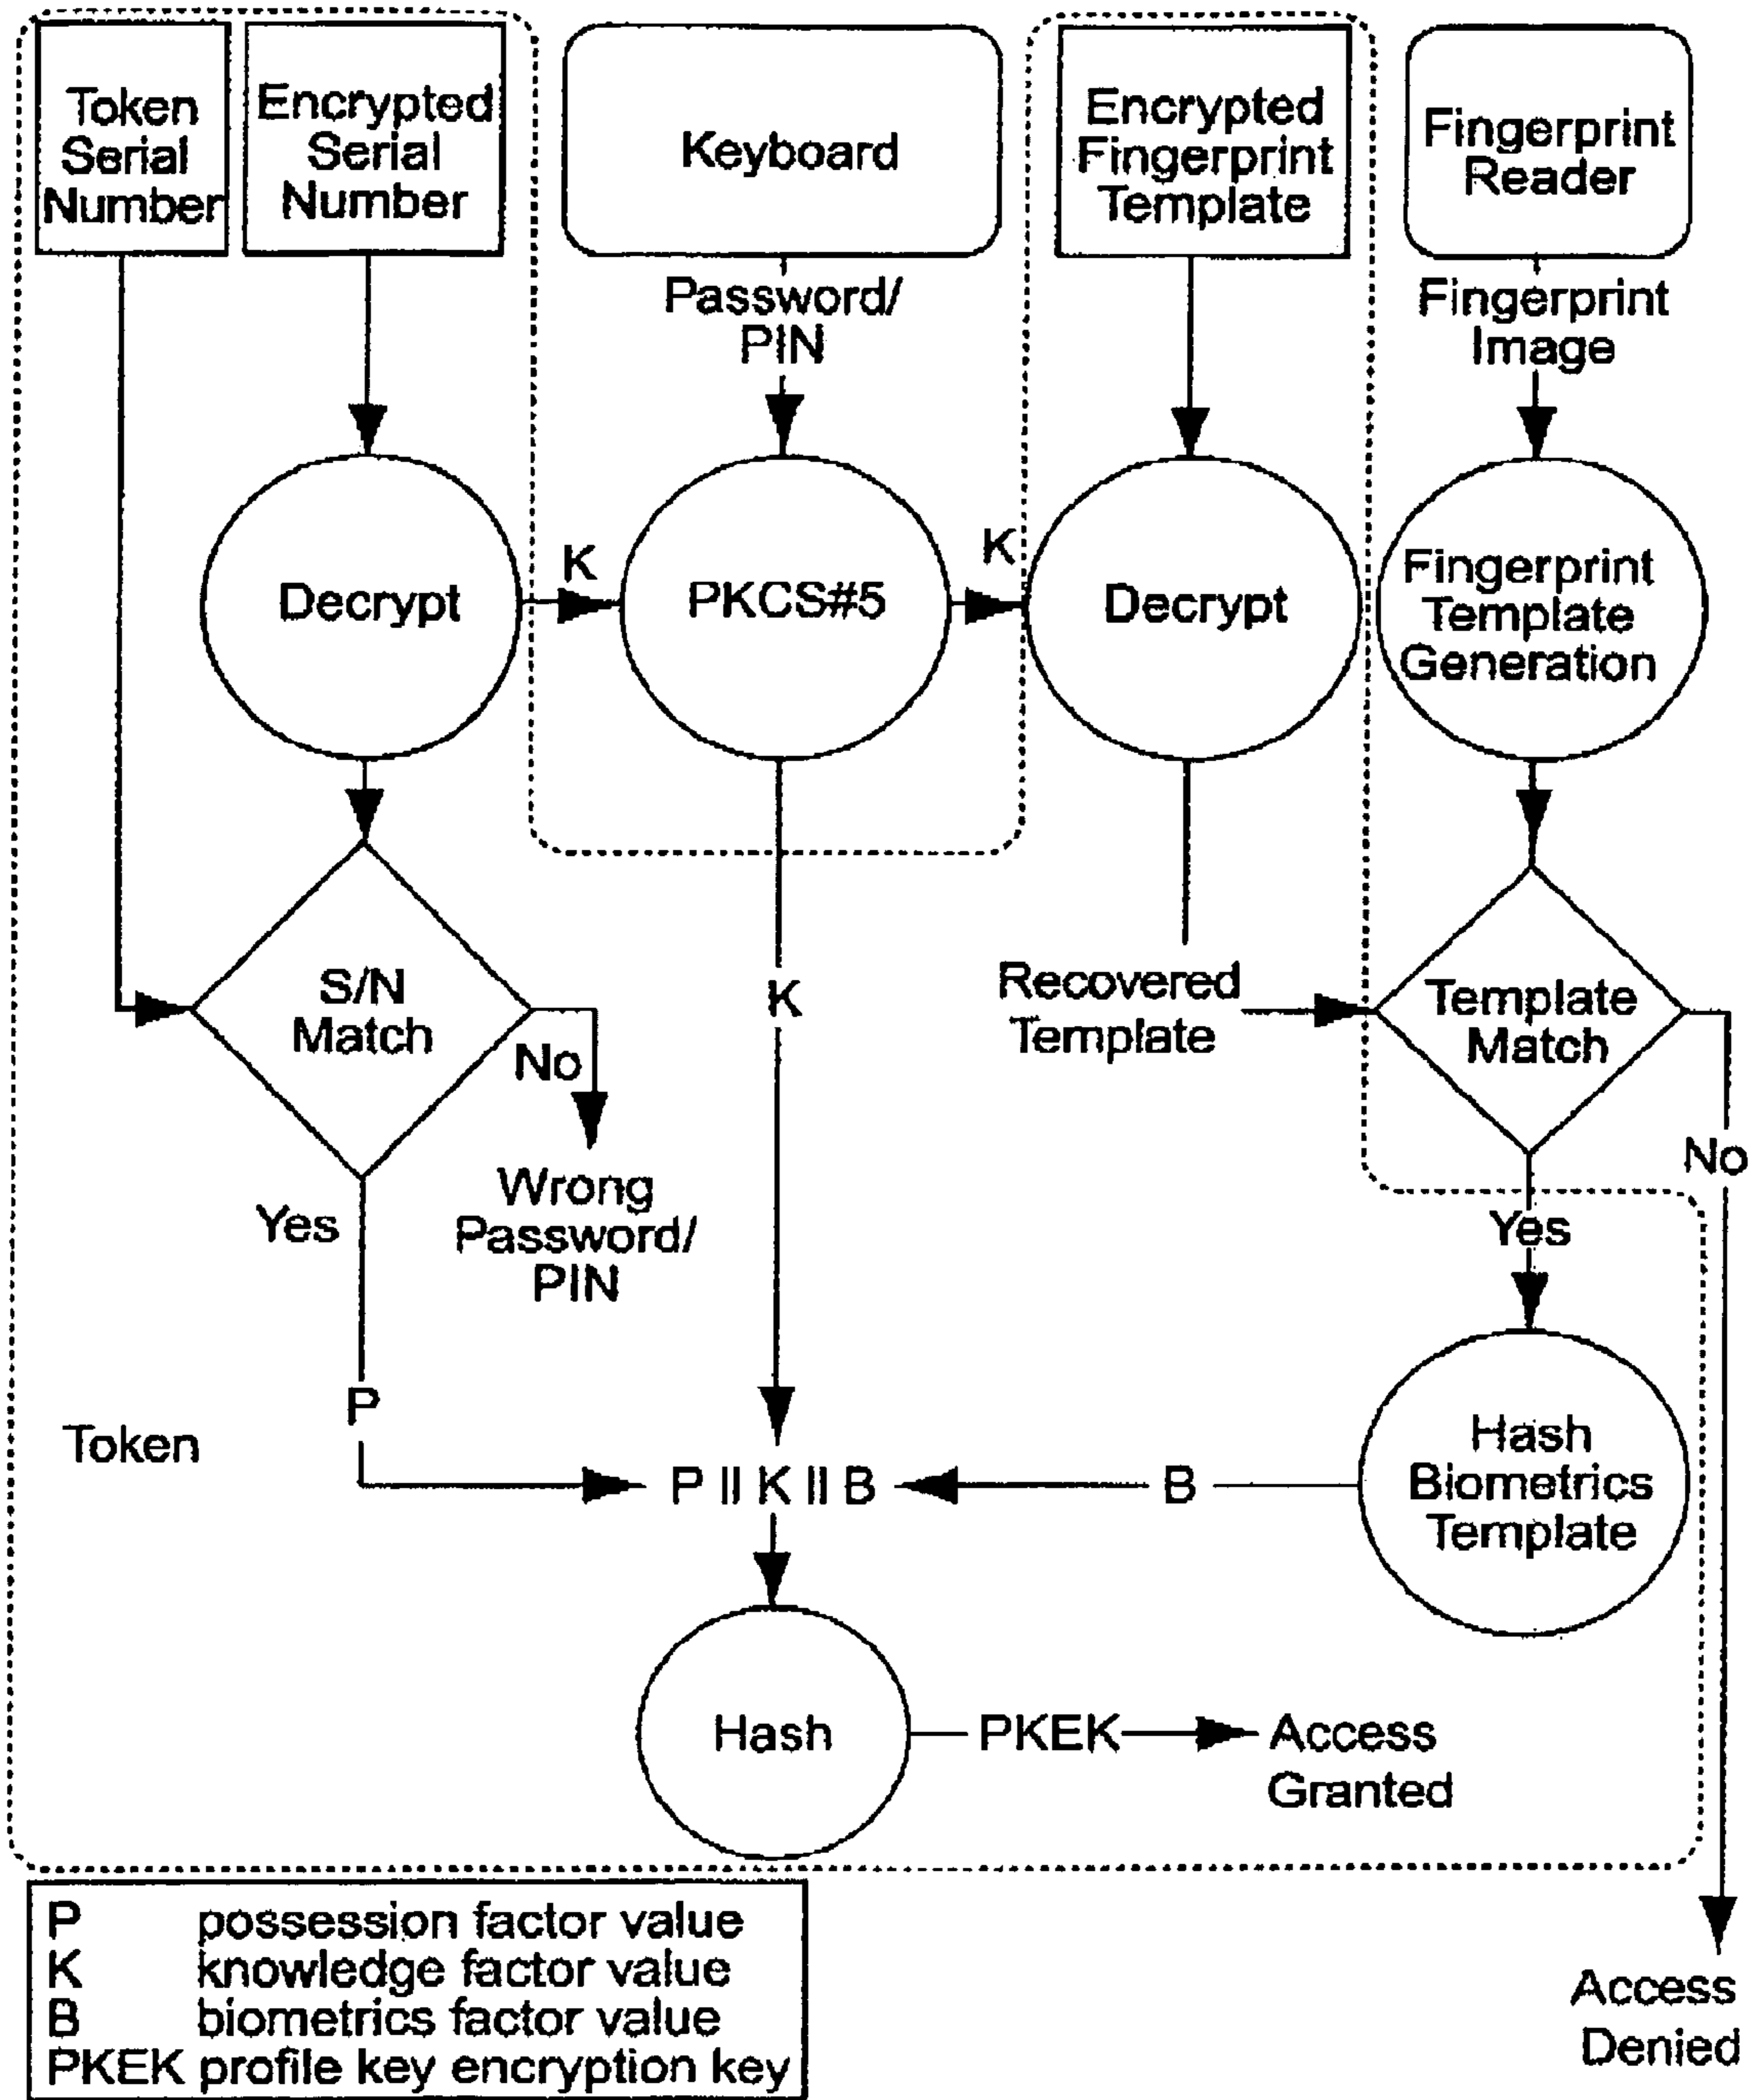 Token
Serial
Number
Encrypted
Serial
Number
Keyboard
Encrypted
Fingerprint
Template
Fingerprint
Reader
Password/
PIN
Fingerprint
Image
Decrypt
K
PKCS#5
K
Decrypt
Fingerprint
Template
Generation
S/N
Match
No
Wrong
Password/
PIN
Yes
K
Recovered
Template
Template
Match
No
Yes
P
Token
P || K || B
B
Hash
Biometrics
Template
Hash
PKEK
Access
Granted
P possession factor value
K knowledge factor value
B biometrics factor value
PKEK profile key encryption key
Access
Denied